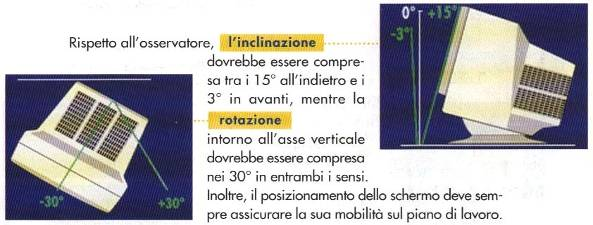 Rispetto all'osservatore, l'inclinazione
dovrebbe essere compre-
sa tra i 15° all'indietro e i
3° in avanti, mentre la
rotazione
intorno all'asse verticale
dovrebbe essere compresa
nei 30° in entrambi i sensi.
Inoltre, il posizionamento dello schermo deve sem-
pre assicurare la sua mobilità sul piano di lavoro.
0° +15°
-3°
-30° +30°